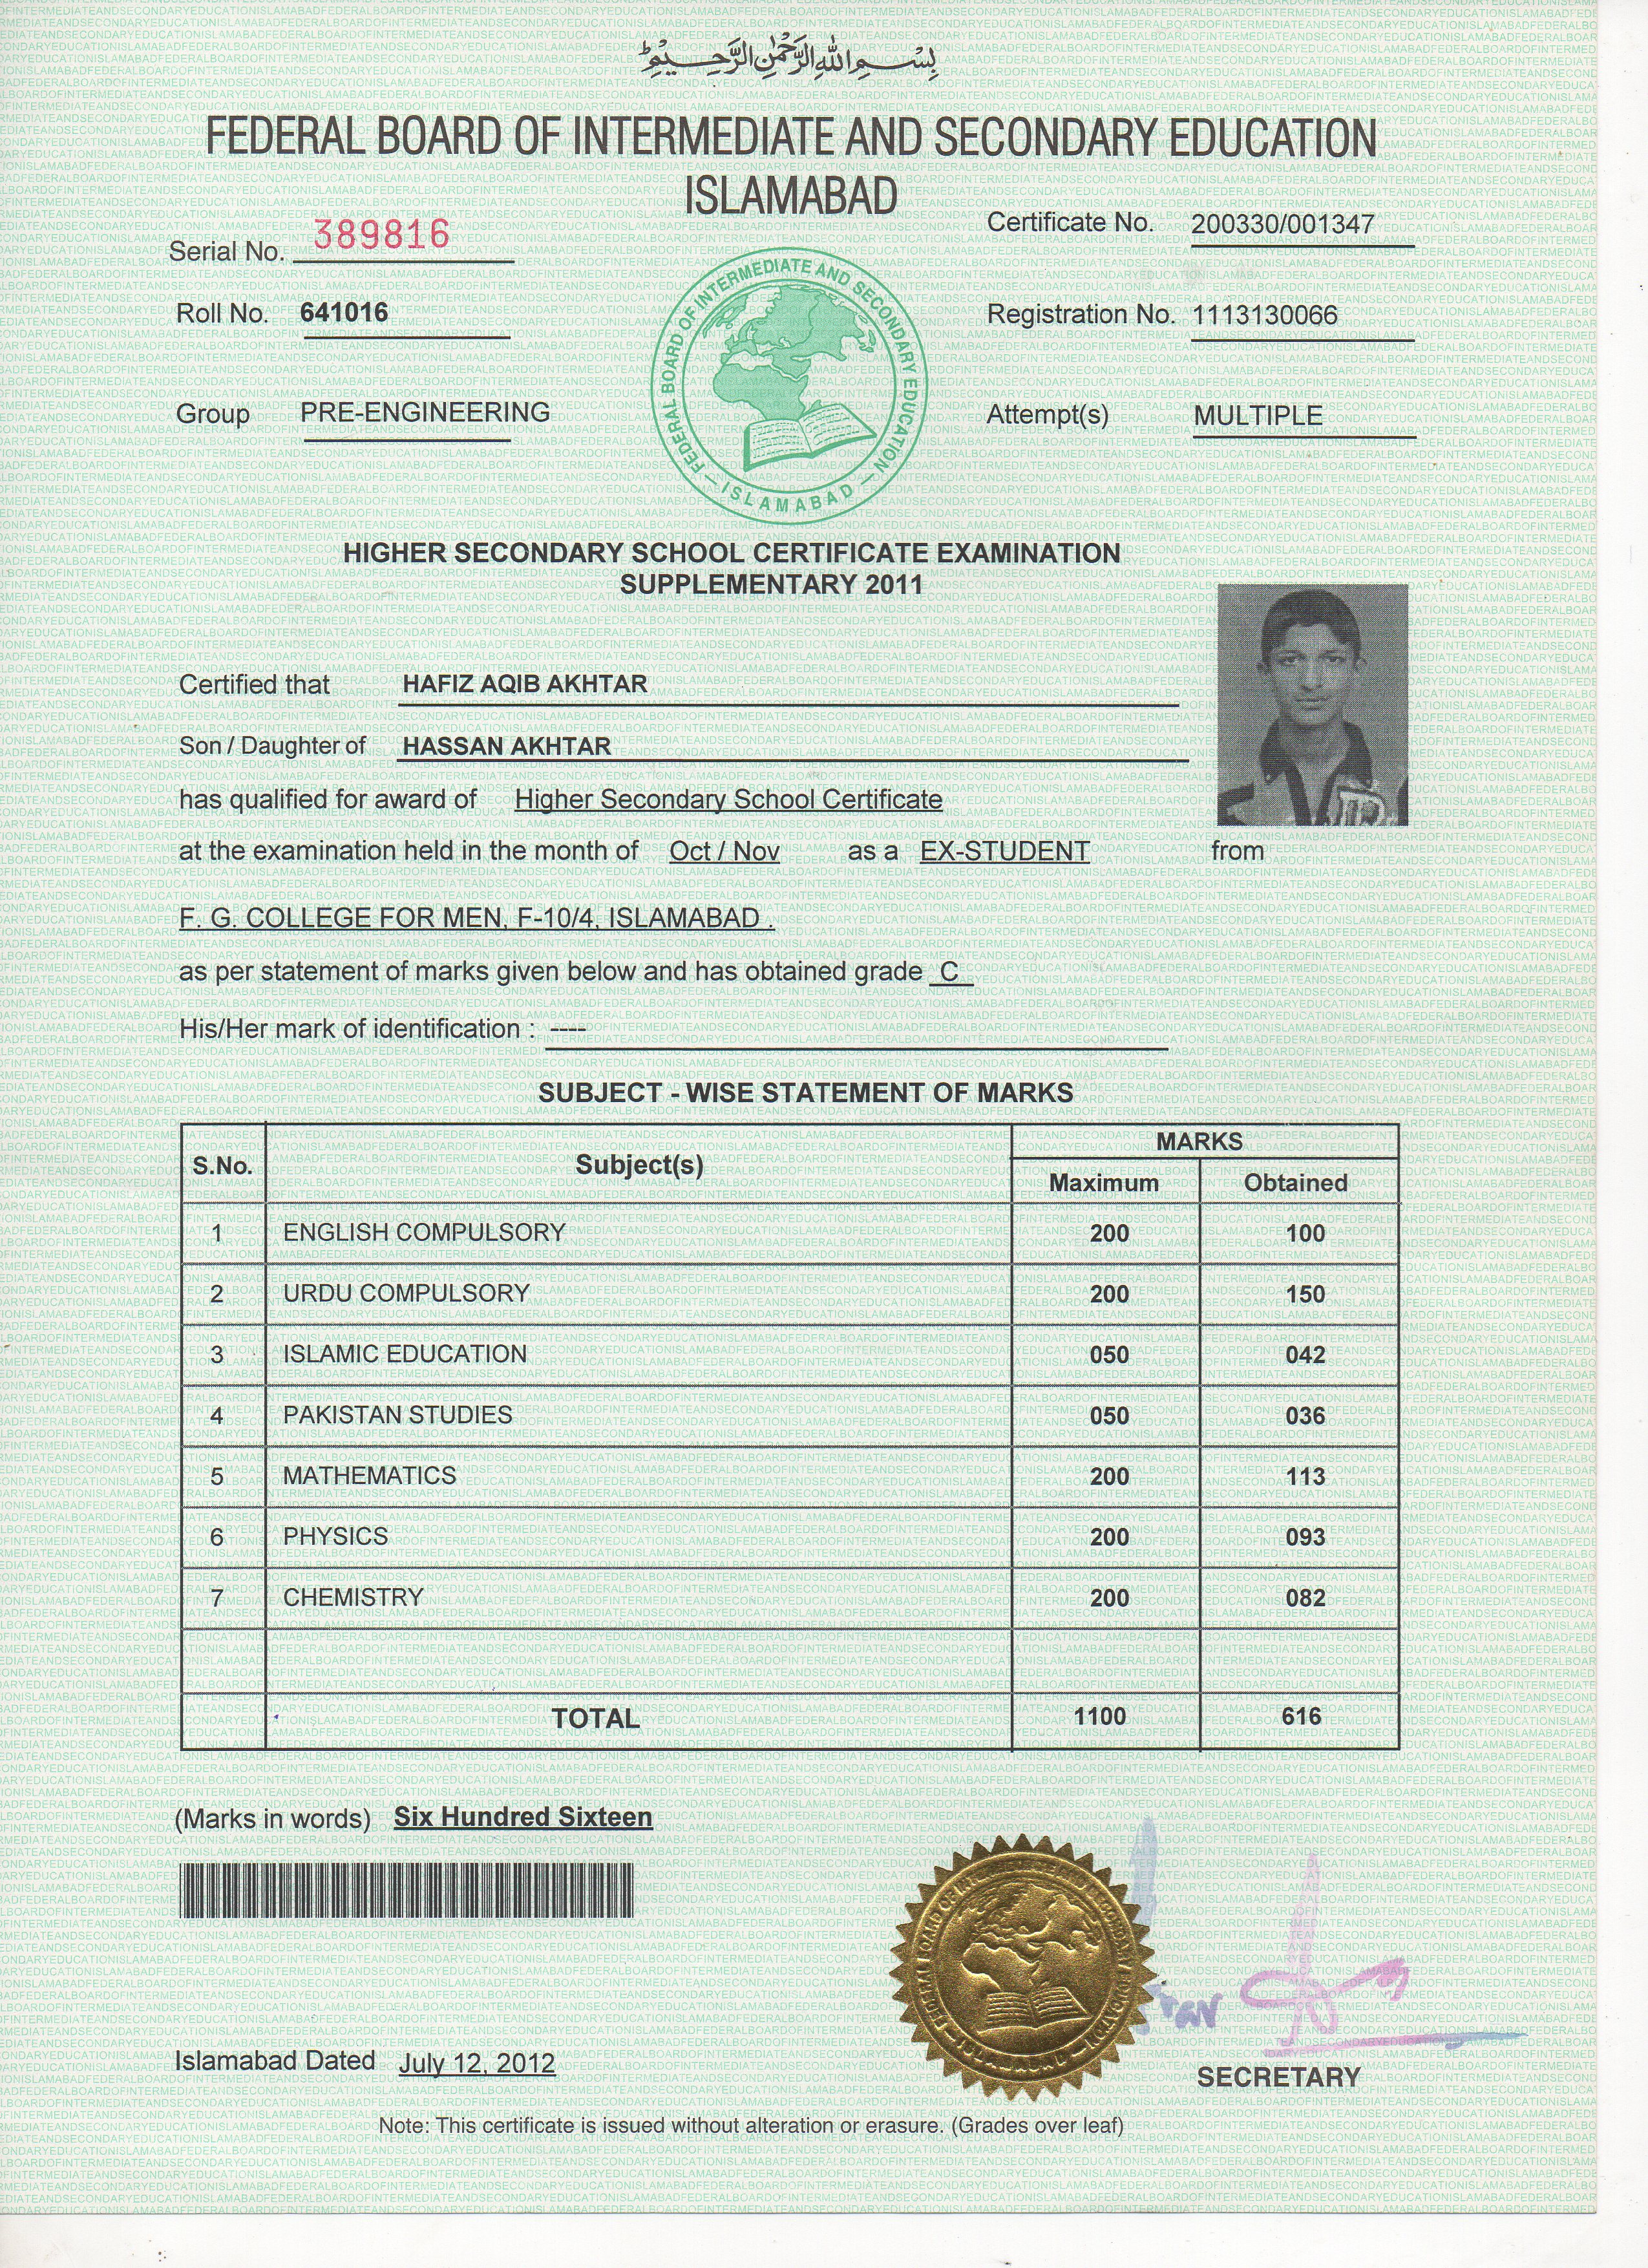 بسم الله الرحمن الرحيم
FEDERAL BOARD OF INTERMEDIATE AND SECONDARY EDUCATION
ISLAMABAD
Serial No. 389816
Certificate No. 200330/001347
Roll No. 641016
Registration No. 1113130066
Group PRE-ENGINEERING
Attempt(s) MULTIPLE
FEDERAL BOARD OF INTERMEDIATE AND SECONDARY EDUCATION
— ISLAMABAD —
HIGHER SECONDARY SCHOOL CERTIFICATE EXAMINATION
SUPPLEMENTARY 2011
Certified that HAFIZ AQIB AKHTAR
Son / Daughter of HASSAN AKHTAR
has qualified for award of Higher Secondary School Certificate
at the examination held in the month of Oct / Nov as a EX-STUDENT from
F. G. COLLEGE FOR MEN, F-10/4, ISLAMABAD .
as per statement of marks given below and has obtained grade C
His/Her mark of identification : ----
SUBJECT - WISE STATEMENT OF MARKS
S.No. Subject(s) MARKS
Maximum Obtained
1 ENGLISH COMPULSORY 200 100
2 URDU COMPULSORY 200 150
3 ISLAMIC EDUCATION 050 042
4 PAKISTAN STUDIES 050 036
5 MATHEMATICS 200 113
6 PHYSICS 200 093
7 CHEMISTRY 200 082
TOTAL 1100 616
(Marks in words) Six Hundred Sixteen
Islamabad Dated July 12, 2012
SECRETARY
Note: This certificate is issued without alteration or erasure. (Grades over leaf)